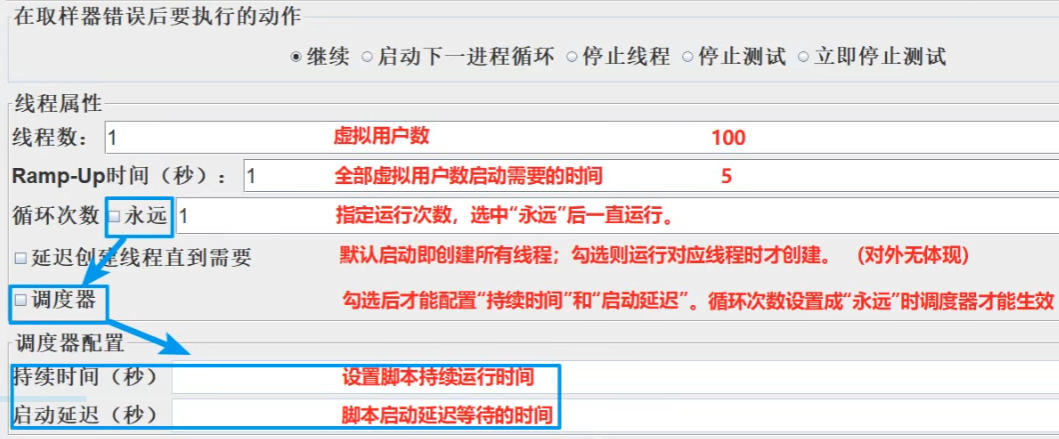 在取样器错误后要执行的动作
继续 启动下一进程循环 停止线程 停止测试 立即停止测试
线程属性
线程数： 1 虚拟用户数 100
Ramp-Up时间（秒）： 1 全部虚拟用户数启动需要的时间 5
循环次数 永远 1 指定运行次数，选中“永远”后一直运行。
延迟创建线程直到需要 默认启动即创建所有线程；勾选则运行对应线程时才创建。（对外无体现）
调度器 勾选后才能配置“持续时间”和“启动延迟”。循环次数设置成“永远”时调度器才能生效
调度器配置
持续时间（秒） 设置脚本持续运行时间
启动延迟（秒） 脚本启动延迟等待的时间